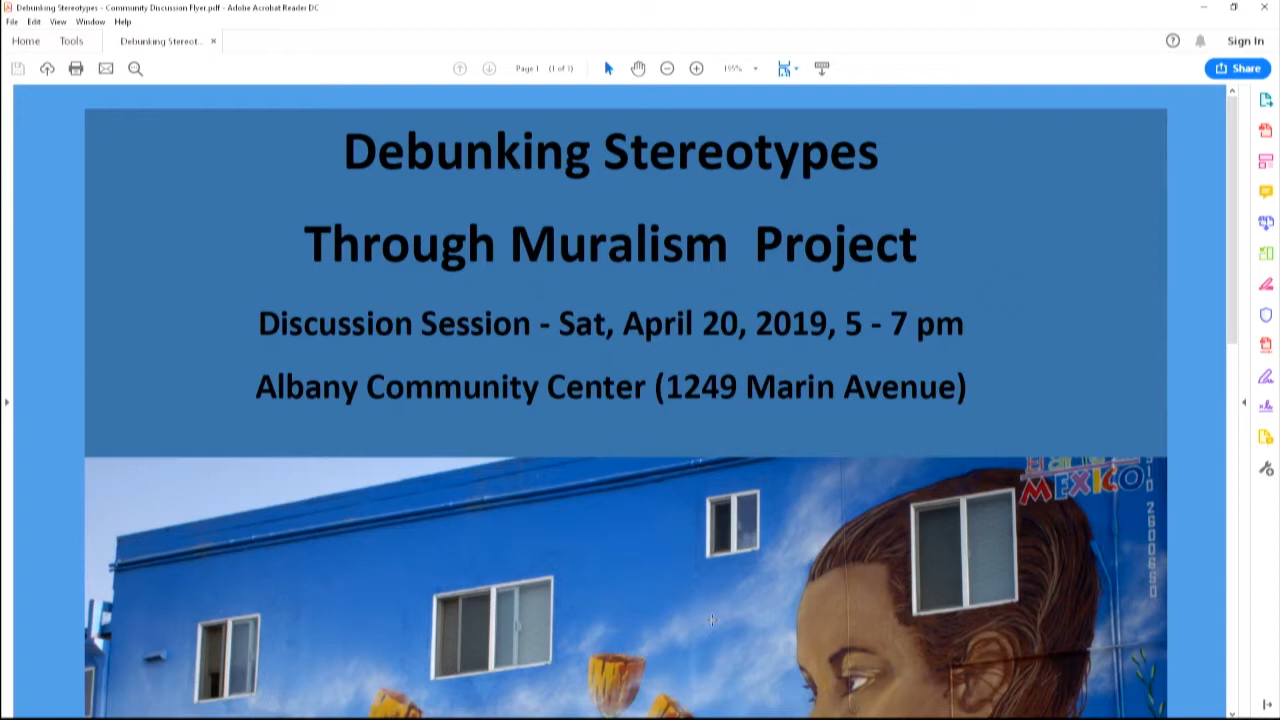 Debunking Stereotypes - Community Discussion Flyer.pdf - Adobe Acrobat Reader DC
File Edit View Window Help
Home Tools Debunking Stereot... ×
Sign In
Page 1 (1 of 1)
195%
Share
Debunking Stereotypes
Through Muralism Project
Discussion Session - Sat, April 20, 2019, 5 - 7 pm
Albany Community Center (1249 Marin Avenue)
MEXICO